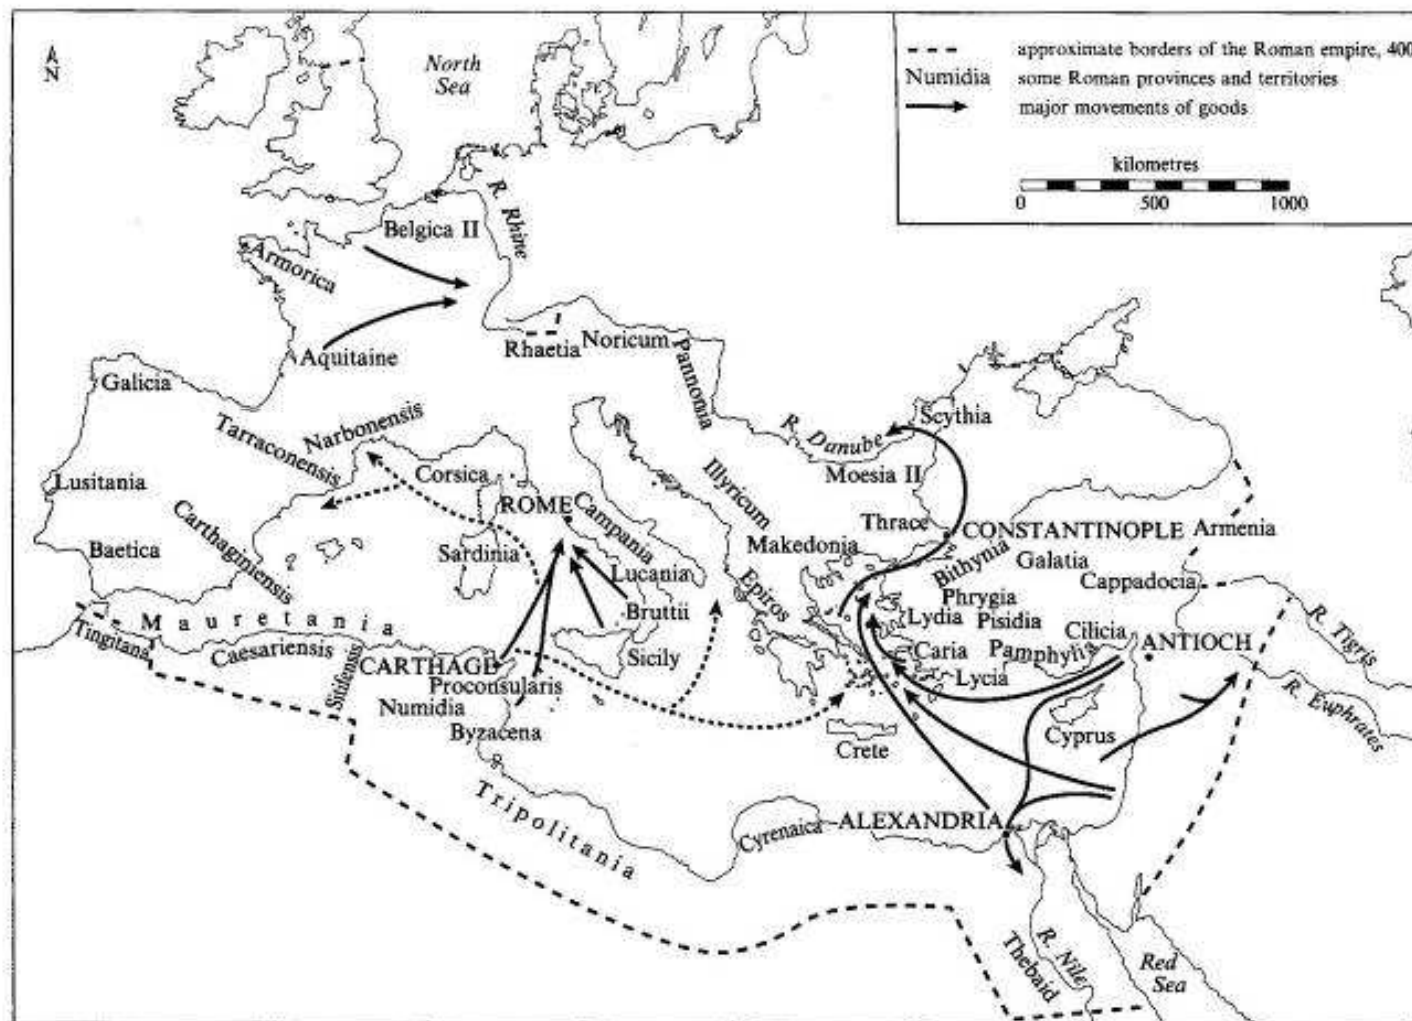 N
North
Sea
approximate borders of the Roman empire, 400
Numidia some Roman provinces and territories
major movements of goods
kilometres
0 500 1000
R. Rhine
Belgica II
Armorica
Aquitaine
Rhaetia
Noricum
Pannonia
Galicia
Narbonensis
Tarraconensis
Scythia
R. Danube
Moesia II
Corsica
Illyricum
Lusitania
ROME
Campania
Thrace
CONSTANTINOPLE
Armenia
Baetica
Carthaginiensis
Sardinia
Makedonia
Bithynia
Galatia
Lucania
Epiros
Phrygia
Cappadocia
Bruttii
Lydia
Pisidia
R. Tigris
Mauretania
Tingitana
Caesariensis
Sitifensis
CARTHAGE
Sicily
Caria
Pamphylia
Cilicia
ANTIOCH
Proconsularis
Lycia
Numidia
R. Euphrates
Byzacena
Crete
Cyprus
Tripolitania
Cyrenaica
ALEXANDRIA
R. Nile
Thebaid
Red
Sea